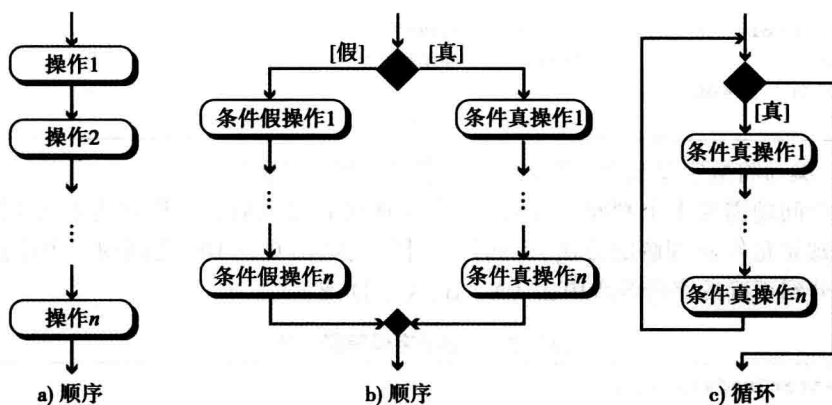 操作1
操作2
⋮
操作n
a) 顺序
[假]
[真]
条件假操作1
条件真操作1
⋮
⋮
条件假操作n
条件真操作n
b) 顺序
[真]
条件真操作1
⋮
条件真操作n
c) 循环